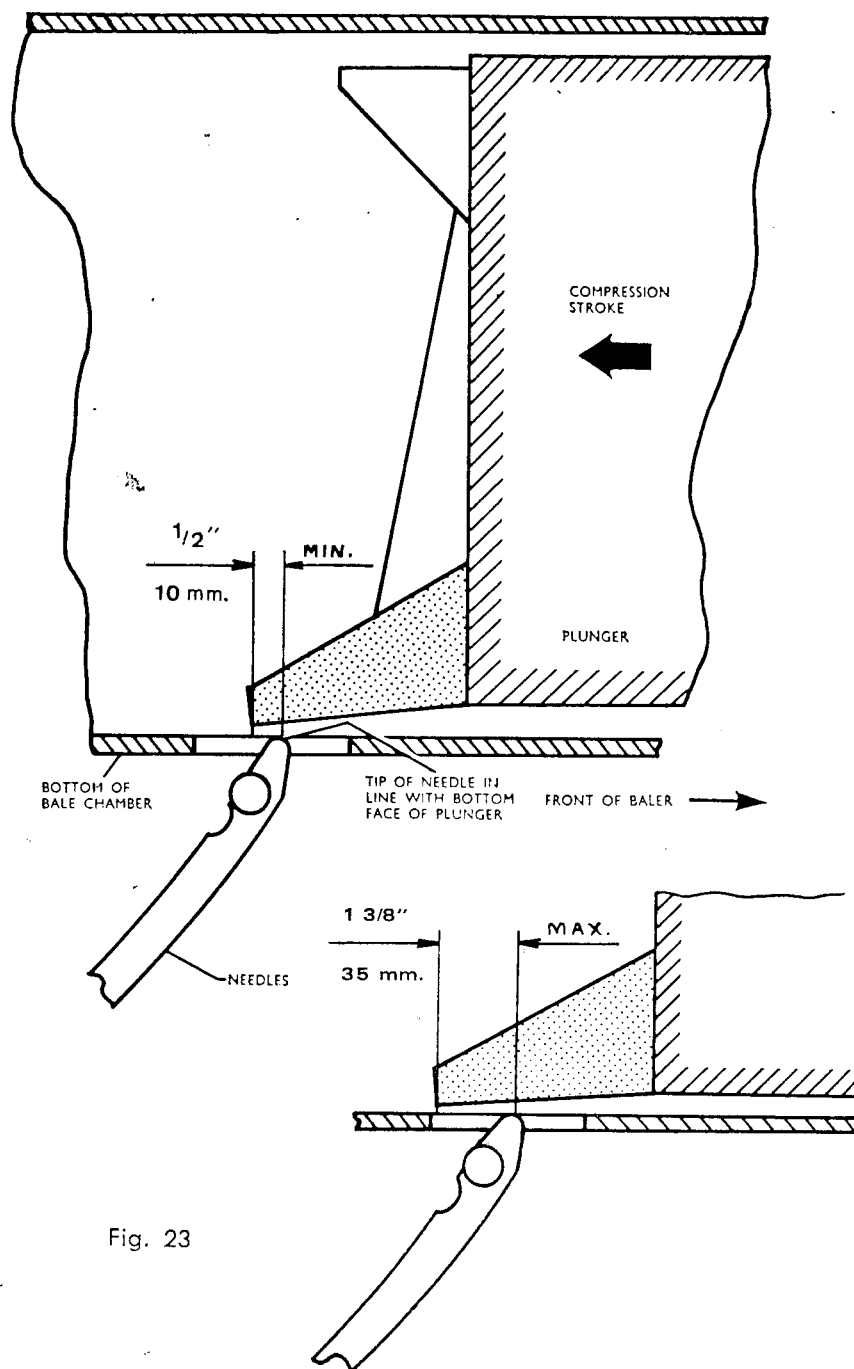 COMPRESSION
STROKE
1/2"
MIN.
10 mm.
PLUNGER
BOTTOM OF
BALE CHAMBER
TIP OF NEEDLE IN
LINE WITH BOTTOM
FACE OF PLUNGER
FRONT OF BALER
1 3/8"
MAX.
35 mm.
NEEDLES
Fig. 23